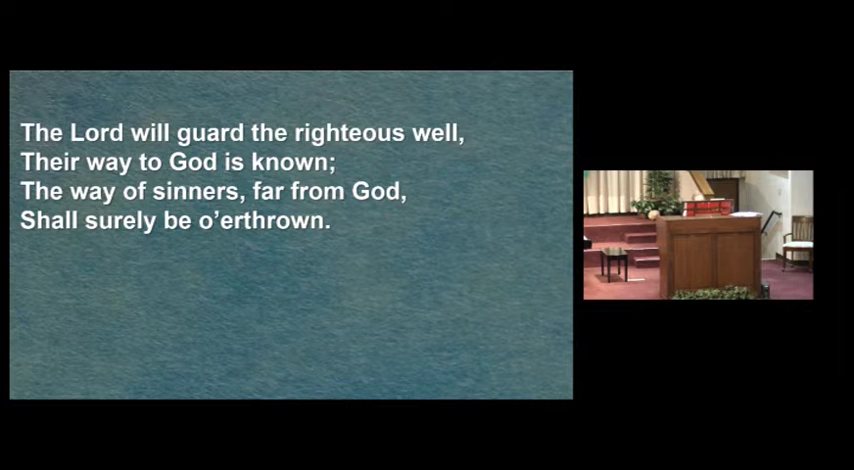 The Lord will guard the righteous well,
Their way to God is known;
The way of sinners, far from God,
Shall surely be o’erthrown.